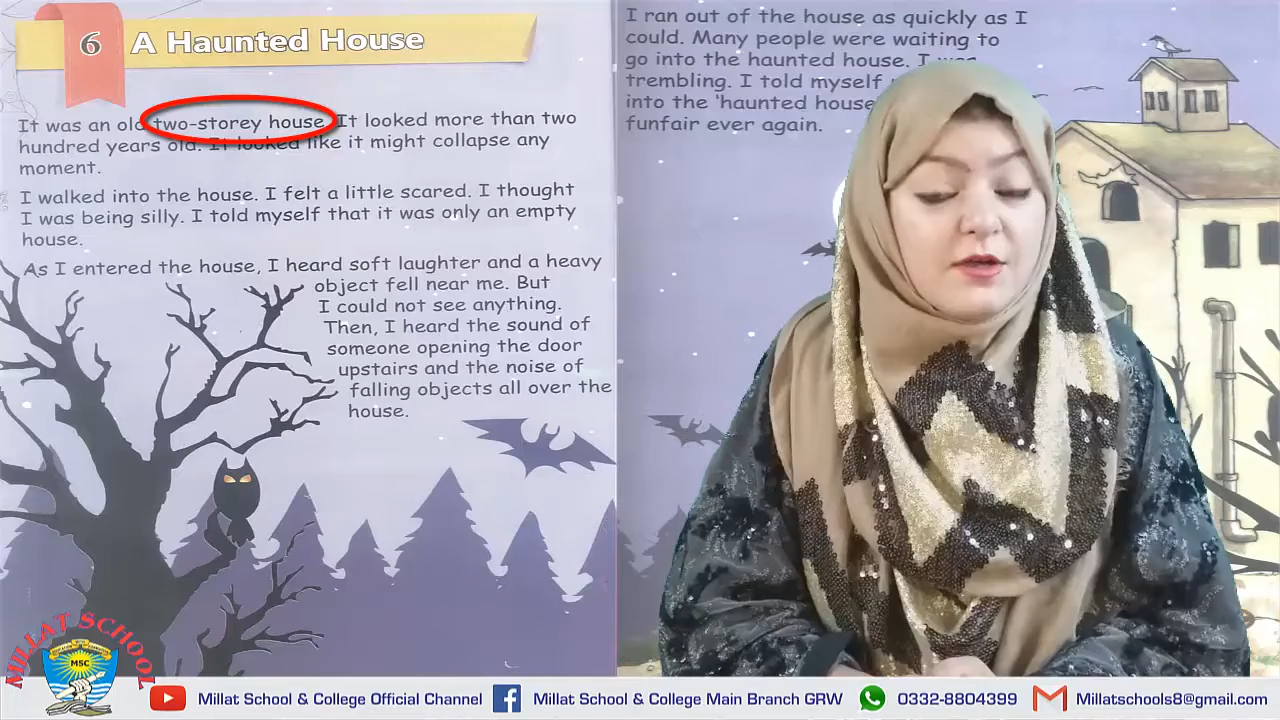 6 A Haunted House
It was an old two-storey house. It looked more than two
hundred years old. It looked like it might collapse any
moment.
I walked into the house. I felt a little scared. I thought
I was being silly. I told myself that it was only an empty
house.
As I entered the house, I heard soft laughter and a heavy
object fell near me. But
I could not see anything.
Then, I heard the sound of
someone opening the door
upstairs and the noise of
falling objects all over the
house.
I ran out of the house as quickly as I
could. Many people were waiting to
go into the haunted house. I was
trembling. I told myself
into the 'haunted house
funfair ever again.
MILLAT SCHOOL
MSC
Millat School & College Official Channel
Millat School & College Main Branch GRW
0332-8804399
Millatschools8@gmail.com